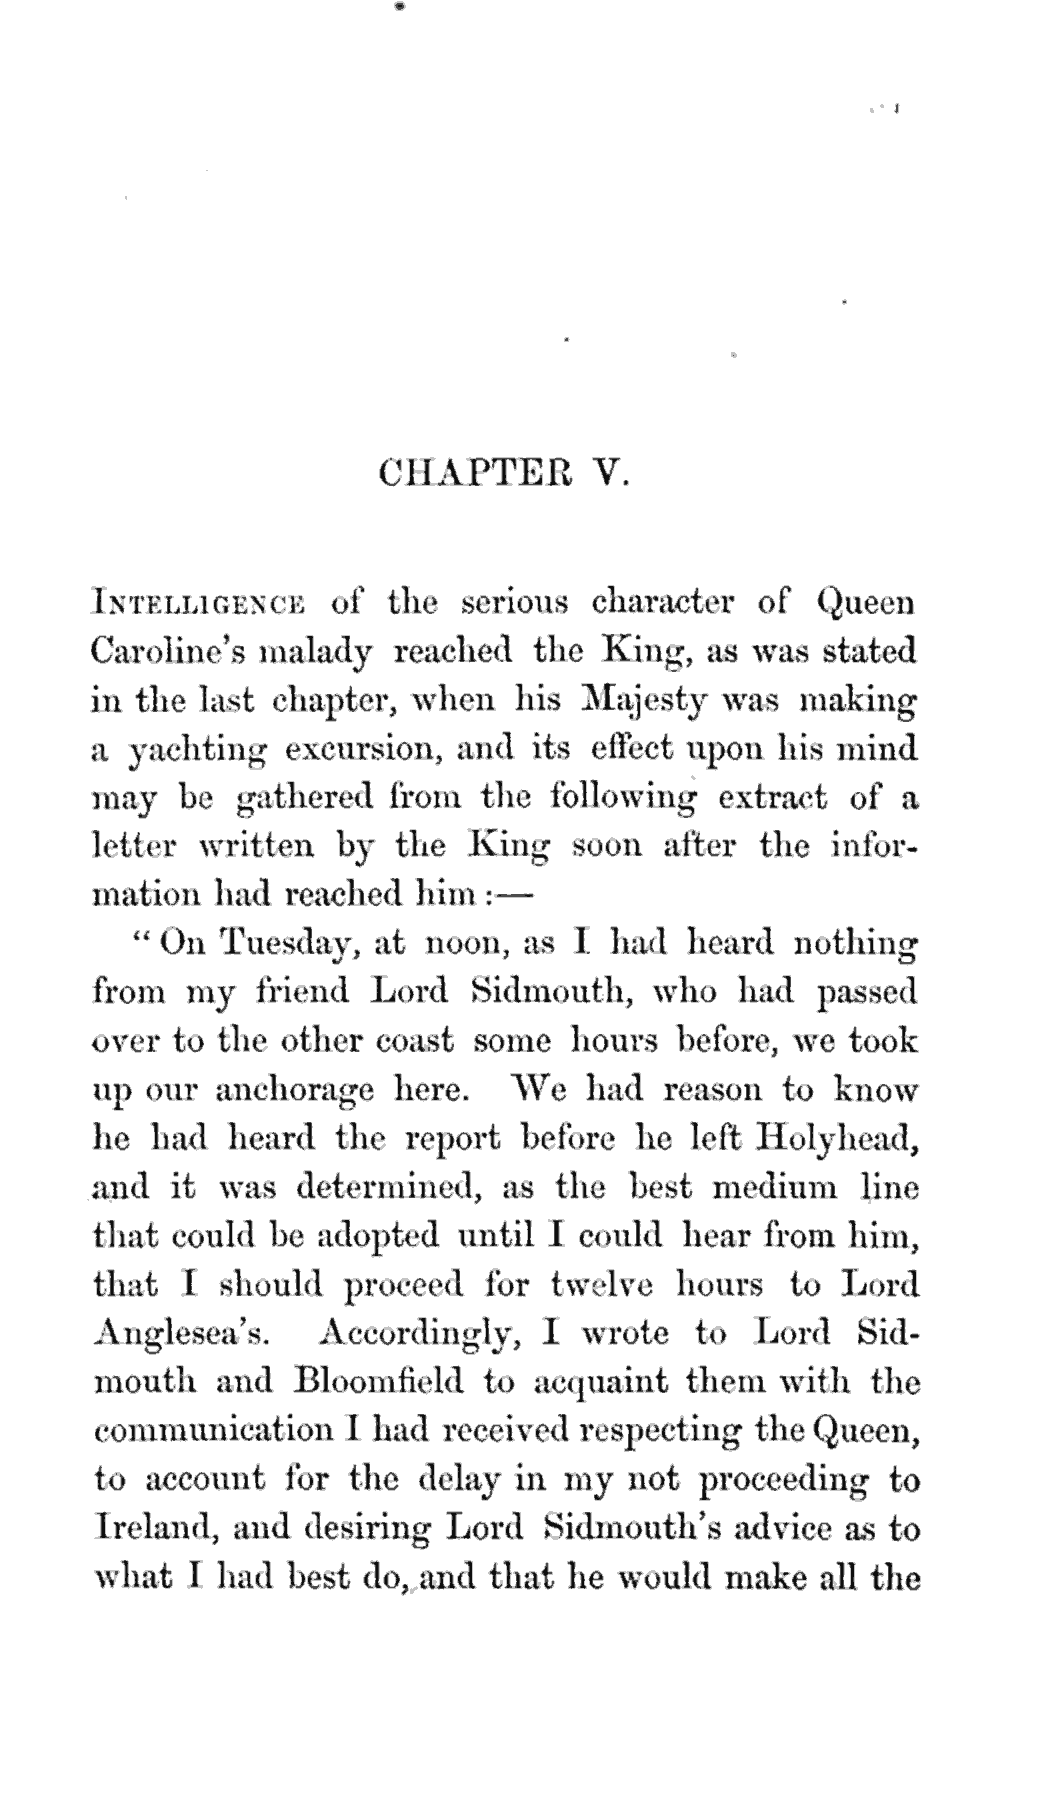 CHAPTER V.
INTELLIGENCE of the serious character of Queen
Caroline's malady reached the King, as was stated
in the last chapter, when his Majesty was making
a yachting excursion, and its effect upon his mind
may be gathered from the following extract of a
letter written by the King soon after the infor-
mation had reached him :—
“ On Tuesday, at noon, as I had heard nothing
from my friend Lord Sidmouth, who had passed
over to the other coast some hours before, we took
up our anchorage here. We had reason to know
he had heard the report before he left Holyhead,
and it was determined, as the best medium line
that could be adopted until I could hear from him,
that I should proceed for twelve hours to Lord
Anglesea's. Accordingly, I wrote to Lord Sid-
mouth and Bloomfield to acquaint them with the
communication I had received respecting the Queen,
to account for the delay in my not proceeding to
Ireland, and desiring Lord Sidmouth's advice as to
what I had best do, and that he would make all the